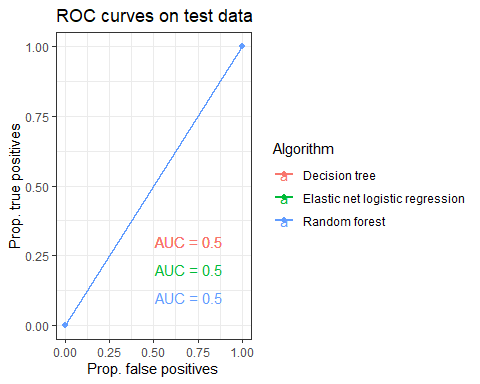 ROC curves on test data
1.00
0.75
0.50
0.25
0.00
Prop. true positives
AUC = 0.5
AUC = 0.5
AUC = 0.5
0.00 0.25 0.50 0.75 1.00
Prop. false positives
Algorithm
a Decision tree
a Elastic net logistic regression
a Random forest